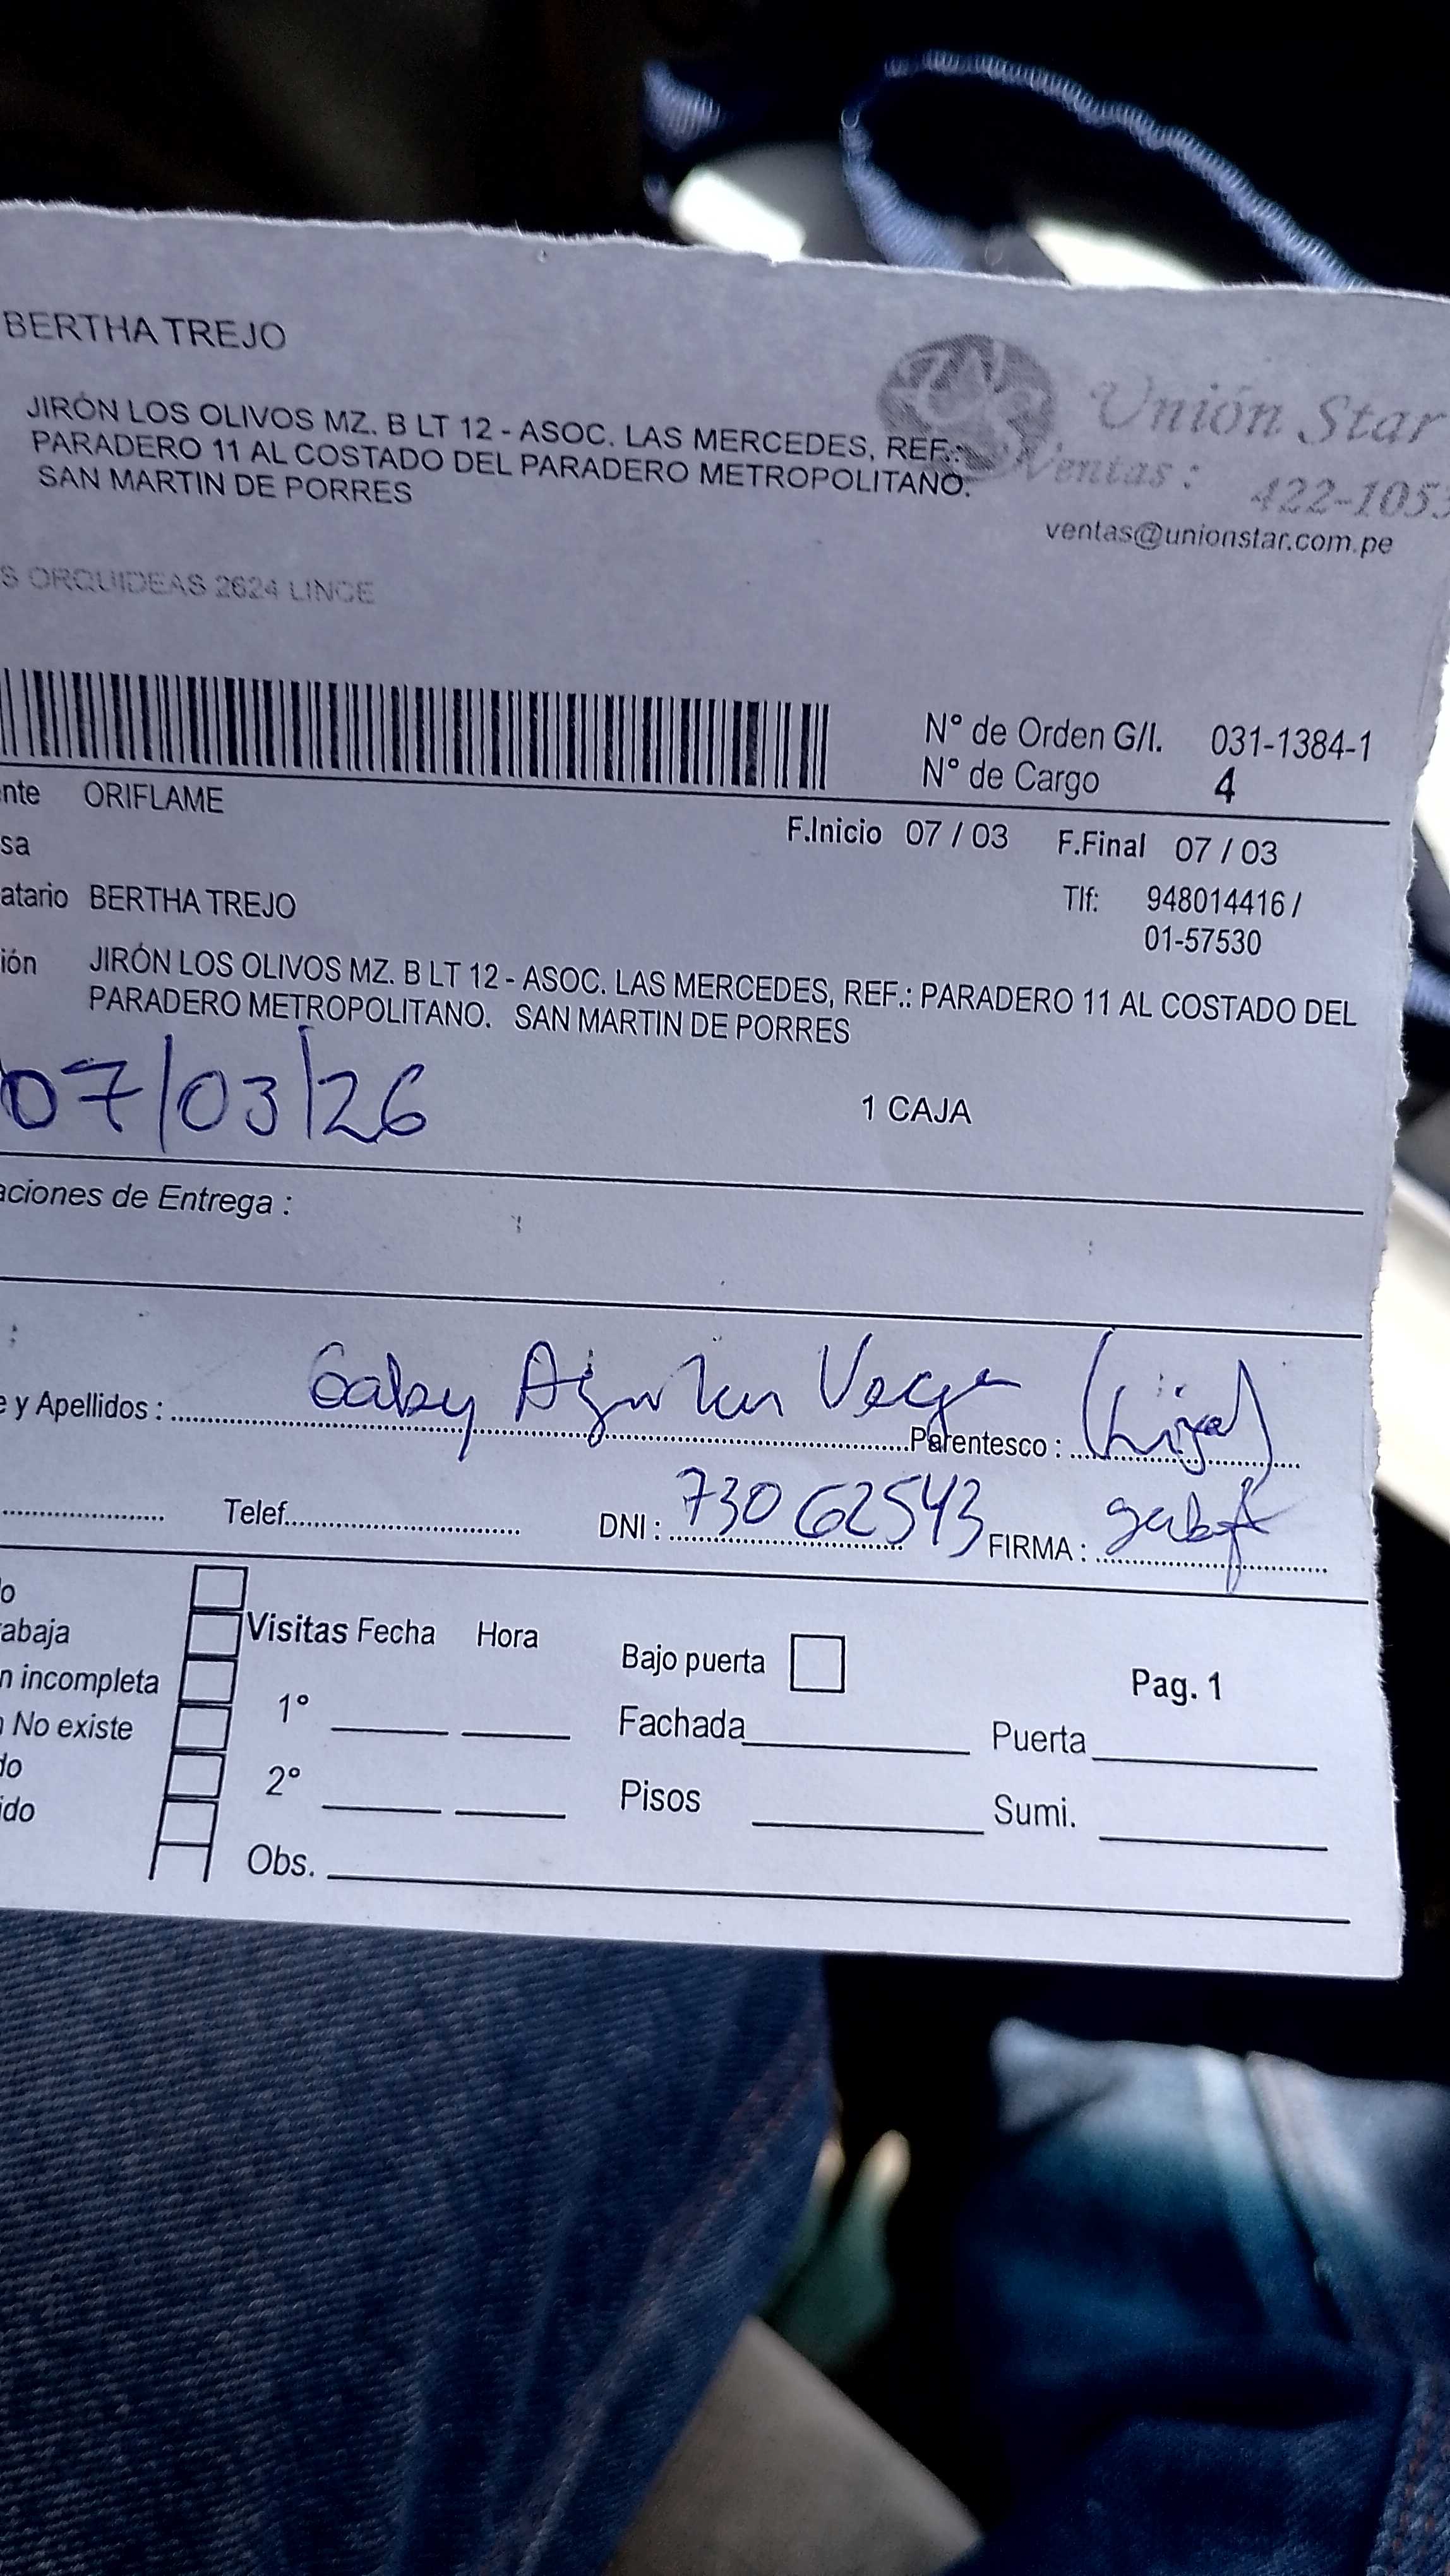 BERTHA TREJO
JIRÓN LOS OLIVOS MZ. B LT 12 - ASOC. LAS MERCEDES, REF.:
PARADERO 11 AL COSTADO DEL PARADERO METROPOLITANO.
SAN MARTIN DE PORRES
Unión Star
Ventas: 422-1053
ventas@unionstar.com.pe
S ORQUIDEAS 2624 LINCE
N° de Orden G/I. 031-1384-1
N° de Cargo 4
nte ORIFLAME
F.Inicio 07 / 03 F.Final 07 / 03
sa
atario BERTHA TREJO
Tlf: 948014416 /
01-57530
ión JIRÓN LOS OLIVOS MZ. B LT 12 - ASOC. LAS MERCEDES, REF.: PARADERO 11 AL COSTADO DEL
PARADERO METROPOLITANO. SAN MARTIN DE PORRES
07/03/26
1 CAJA
aciones de Entrega :
e y Apellidos : Gaby Vega Parentesco : (hija)
Telef. DNI : 73062543 FIRMA : gaby
o
abaja
Visitas Fecha Hora
Bajo puerta
n incompleta
Pag. 1
1°
Fachada
Puerta
No existe
do
2°
Pisos
Sumi.
ido
Obs.